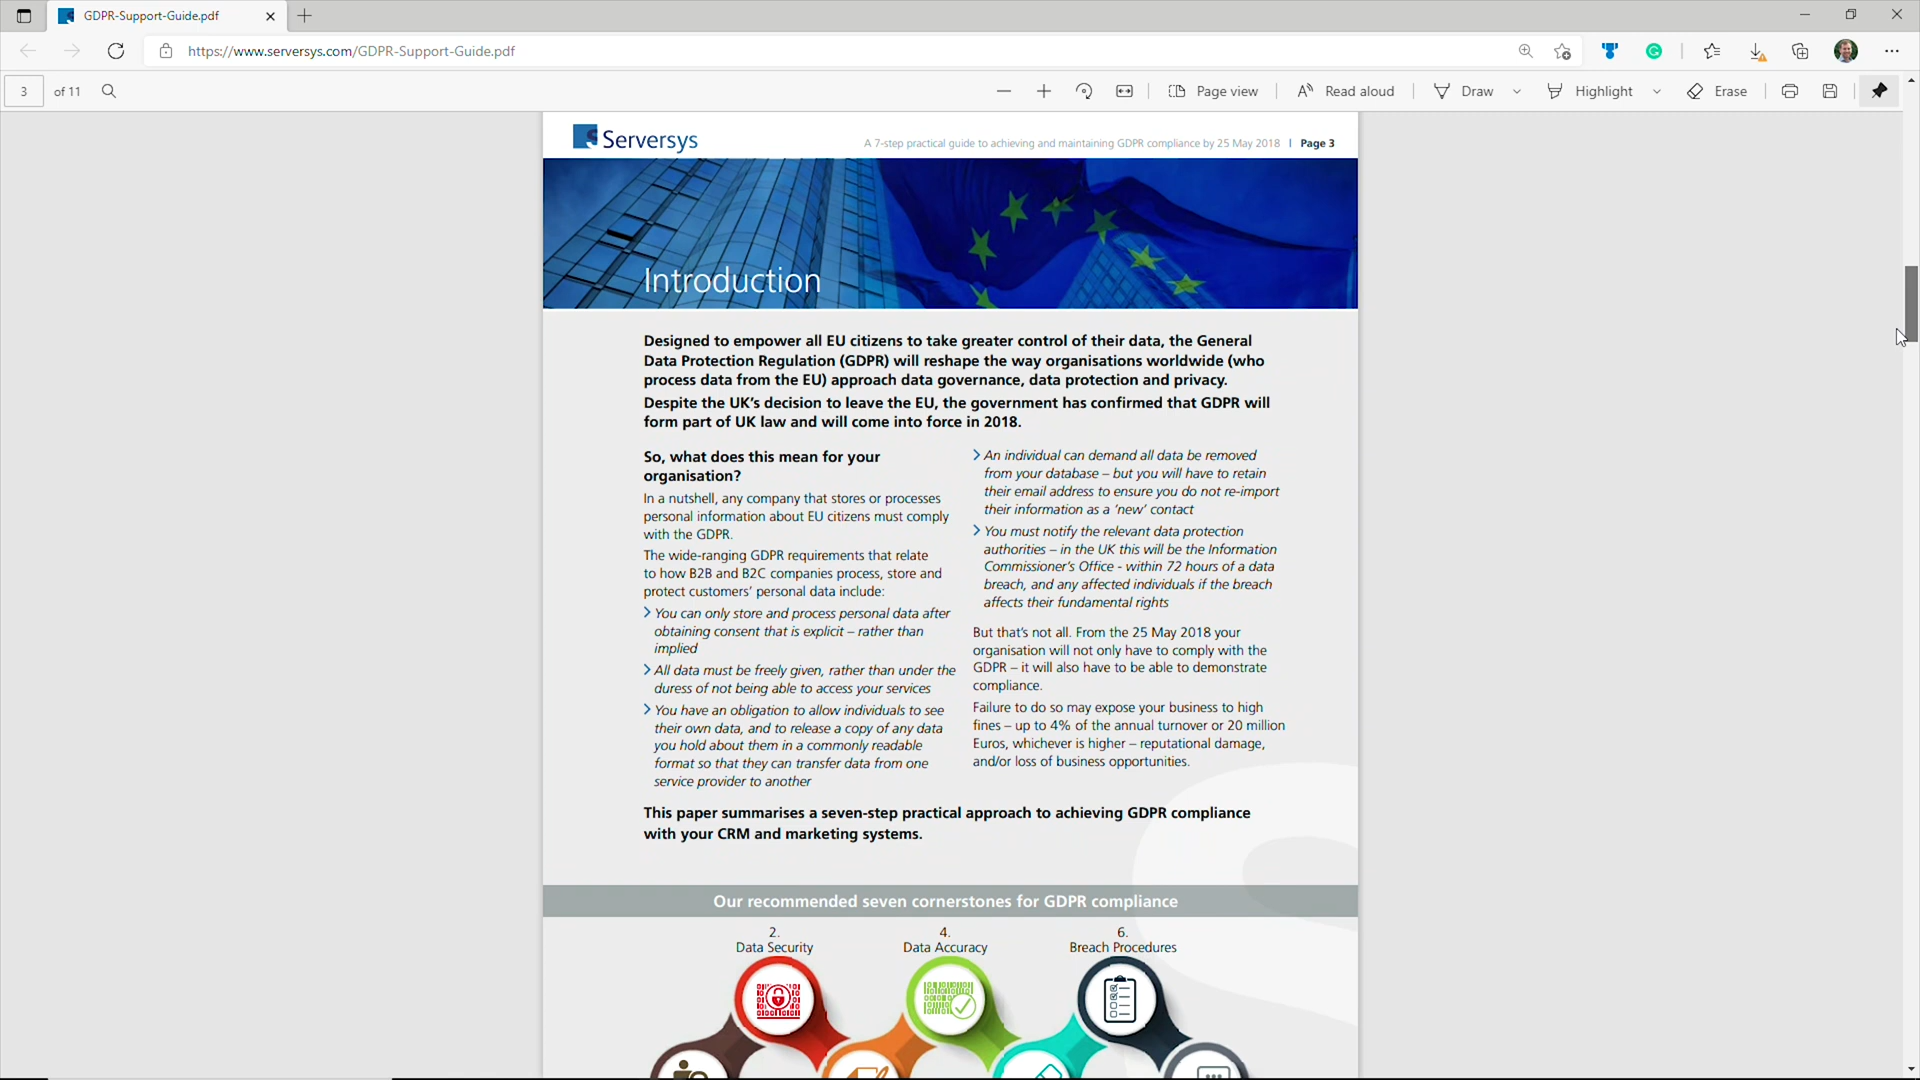 GDPR-Support-Guide.pdf
https://www.serversys.com/GDPR-Support-Guide.pdf
3 of 11
Page view
Read aloud
Draw
Highlight
Erase
Serversys
A 7-step practical guide to achieving and maintaining GDPR compliance by 25 May 2018 | Page 3
Introduction
Designed to empower all EU citizens to take greater control of their data, the General
Data Protection Regulation (GDPR) will reshape the way organisations worldwide (who
process data from the EU) approach data governance, data protection and privacy.
Despite the UK's decision to leave the EU, the government has confirmed that GDPR will
form part of UK law and will come into force in 2018.
So, what does this mean for your
organisation?
In a nutshell, any company that stores or processes
personal information about EU citizens must comply
with the GDPR.
The wide-ranging GDPR requirements that relate
to how B2B and B2C companies process, store and
protect customers' personal data include:
You can only store and process personal data after
obtaining consent that is explicit – rather than
implied
All data must be freely given, rather than under the
duress of not being able to access your services
You have an obligation to allow individuals to see
their own data, and to release a copy of any data
you hold about them in a commonly readable
format so that they can transfer data from one
service provider to another
An individual can demand all data be removed
from your database – but you will have to retain
their email address to ensure you do not re-import
their information as a 'new' contact
You must notify the relevant data protection
authorities – in the UK this will be the Information
Commissioner's Office - within 72 hours of a data
breach, and any affected individuals if the breach
affects their fundamental rights
But that's not all. From the 25 May 2018 your
organisation will not only have to comply with the
GDPR – it will also have to be able to demonstrate
compliance.
Failure to do so may expose your business to high
fines – up to 4% of the annual turnover or 20 million
Euros, whichever is higher – reputational damage,
and/or loss of business opportunities.
This paper summarises a seven-step practical approach to achieving GDPR compliance
with your CRM and marketing systems.
Our recommended seven cornerstones for GDPR compliance
2.
Data Security
4.
Data Accuracy
6.
Breach Procedures